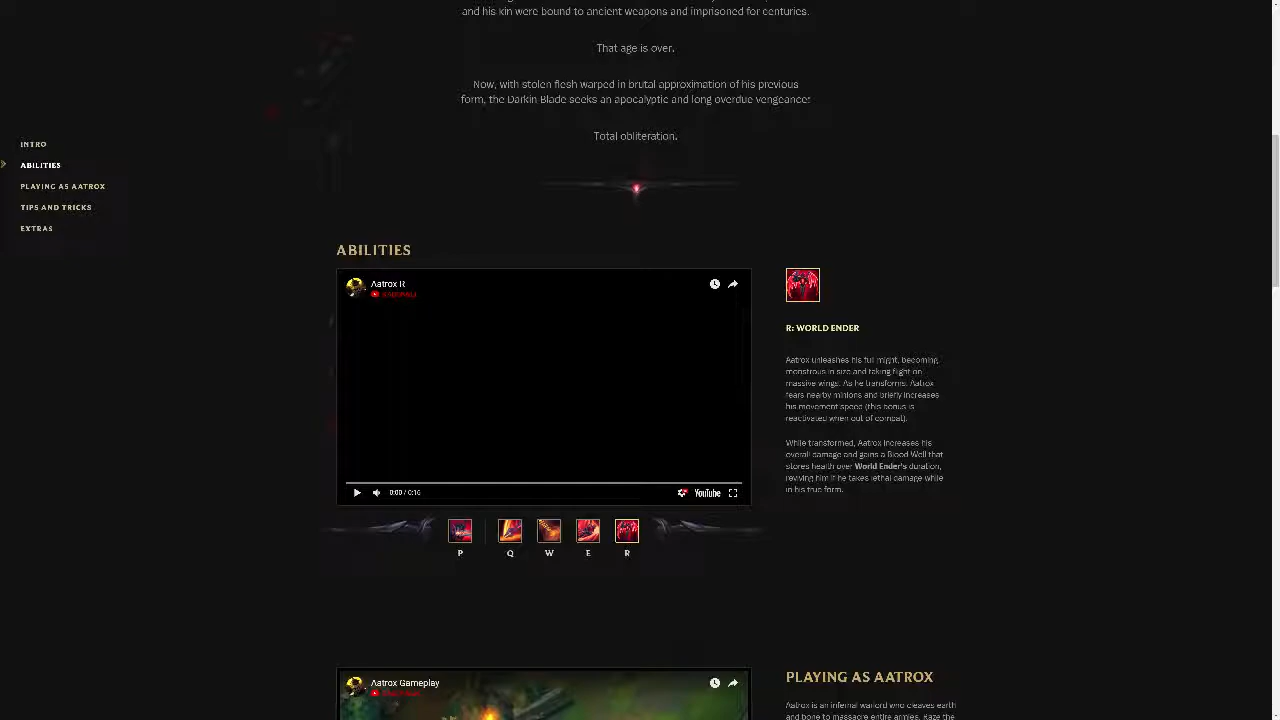 and his kin were bound to ancient weapons and imprisoned for centuries.
That age is over.
Now, with stolen flesh warped in brutal approximation of his previous
form, the Darkin Blade seeks an apocalyptic and long overdue vengeance:
Total obliteration.
INTRO
ABILITIES
PLAYING AS AATROX
TIPS AND TRICKS
EXTRAS
ABILITIES
Aatrox R
0:00 / 0:16
YouTube
P
Q
W
E
R
R: WORLD ENDER
Aatrox unleashes his full might, becoming
monstrous in size and taking flight on
massive wings. As he transforms, Aatrox
fears nearby minions and briefly increases
his movement speed (this bonus is
reactivated when out of combat).
While transformed, Aatrox increases his
overall damage and gains a Blood Well that
stores health over World Ender's duration,
reviving him if he takes lethal damage while
in his true form.
Aatrox Gameplay
PLAYING AS AATROX
Aatrox is an infernal warlord who cleaves earth
and bone to massacre entire armies. Raze the